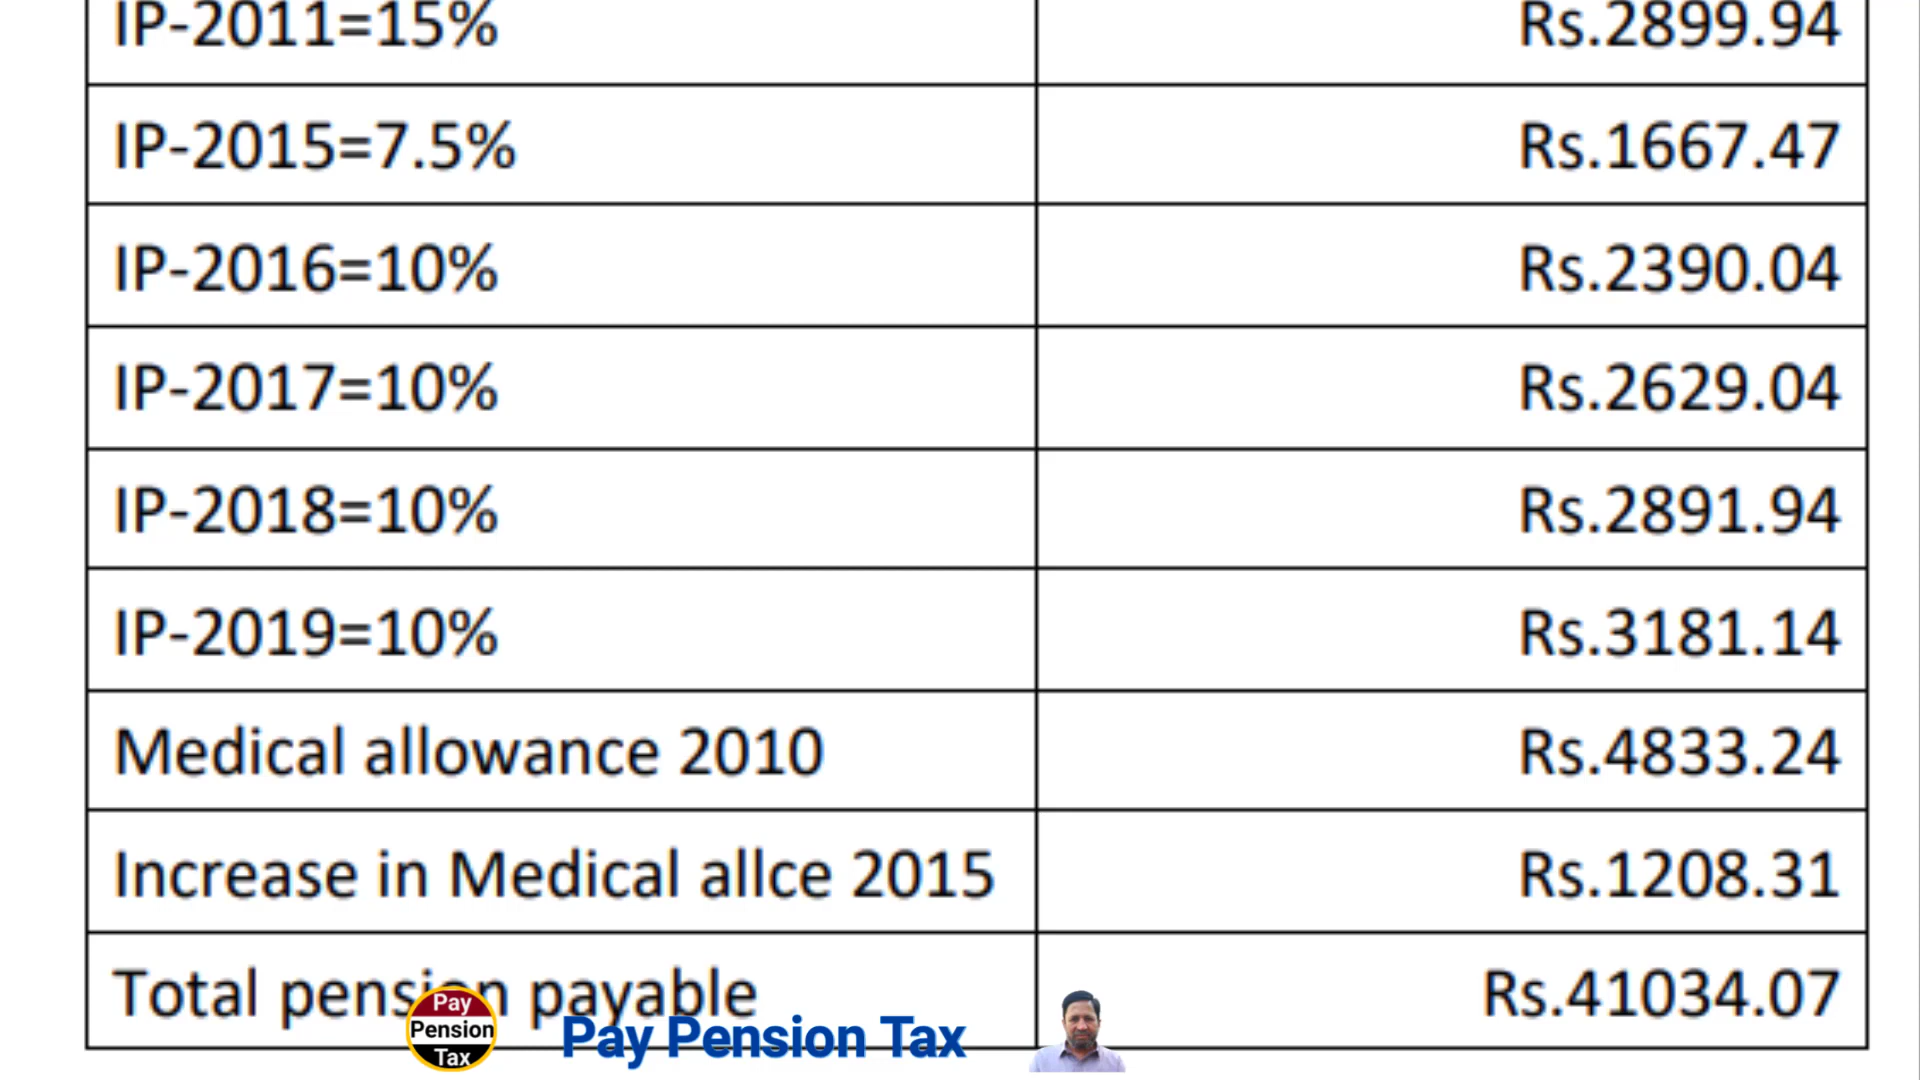 IP-2011=15% Rs.2899.94
IP-2015=7.5% Rs.1667.47
IP-2016=10% Rs.2390.04
IP-2017=10% Rs.2629.04
IP-2018=10% Rs.2891.94
IP-2019=10% Rs.3181.14
Medical allowance 2010 Rs.4833.24
Increase in Medical allce 2015 Rs.1208.31
Total pension payable Rs.41034.07
Pay
Pension
Tax
Pay Pension Tax